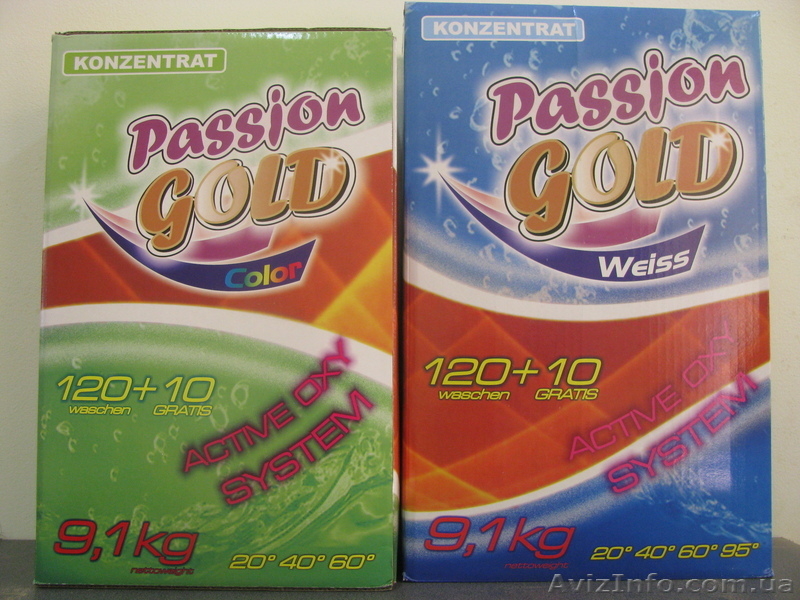 KONZENTRAT
Passion
GOLD
Color
120+10
waschen GRATIS
ACTIVE OXY
SYSTEM
9,1kg
nettoweight
20° 40° 60°
KONZENTRAT
Passion
GOLD
Weiss
120+10
waschen GRATIS
ACTIVE OXY
SYSTEM
9,1kg
nettoweight
20° 40° 60° 95°
AvizInfo.com.ua